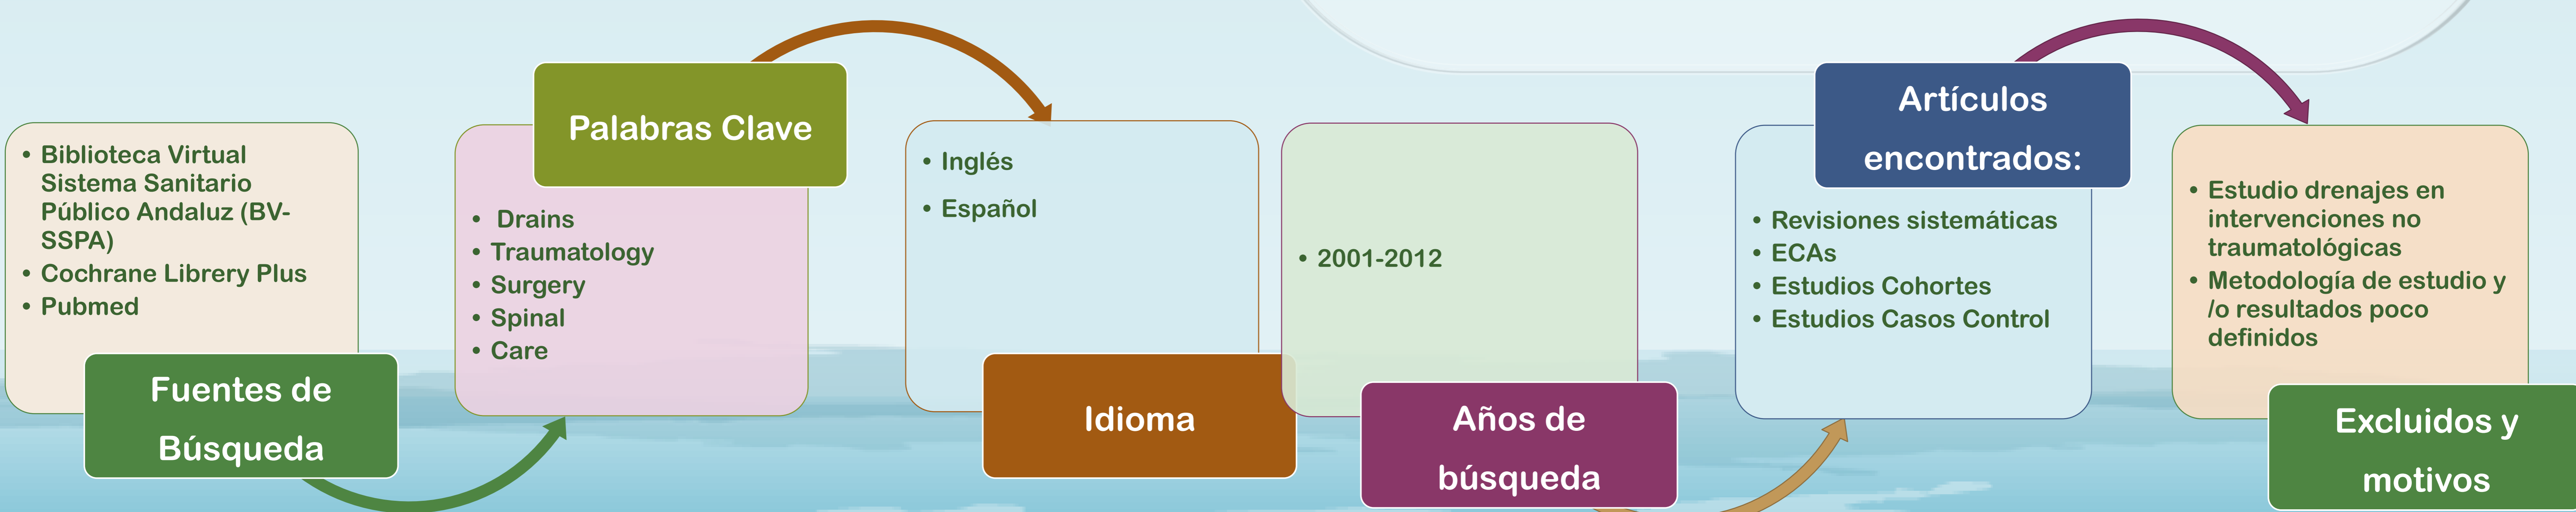 • Biblioteca Virtual
Sistema Sanitario
Público Andaluz (BV-
SSPA)
• Cochrane Librery Plus
• Pubmed
Fuentes de
Búsqueda
Palabras Clave
• Drains
• Traumatology
• Surgery
• Spinal
• Care
• Inglés
• Español
Idioma
• 2001-2012
Años de
búsqueda
Artículos
encontrados:
• Revisiones sistemáticas
• ECAs
• Estudios Cohortes
• Estudios Casos Control
• Estudio drenajes en
intervenciones no
traumatológicas
• Metodología de estudio y
/o resultados poco
definidos
Excluidos y
motivos